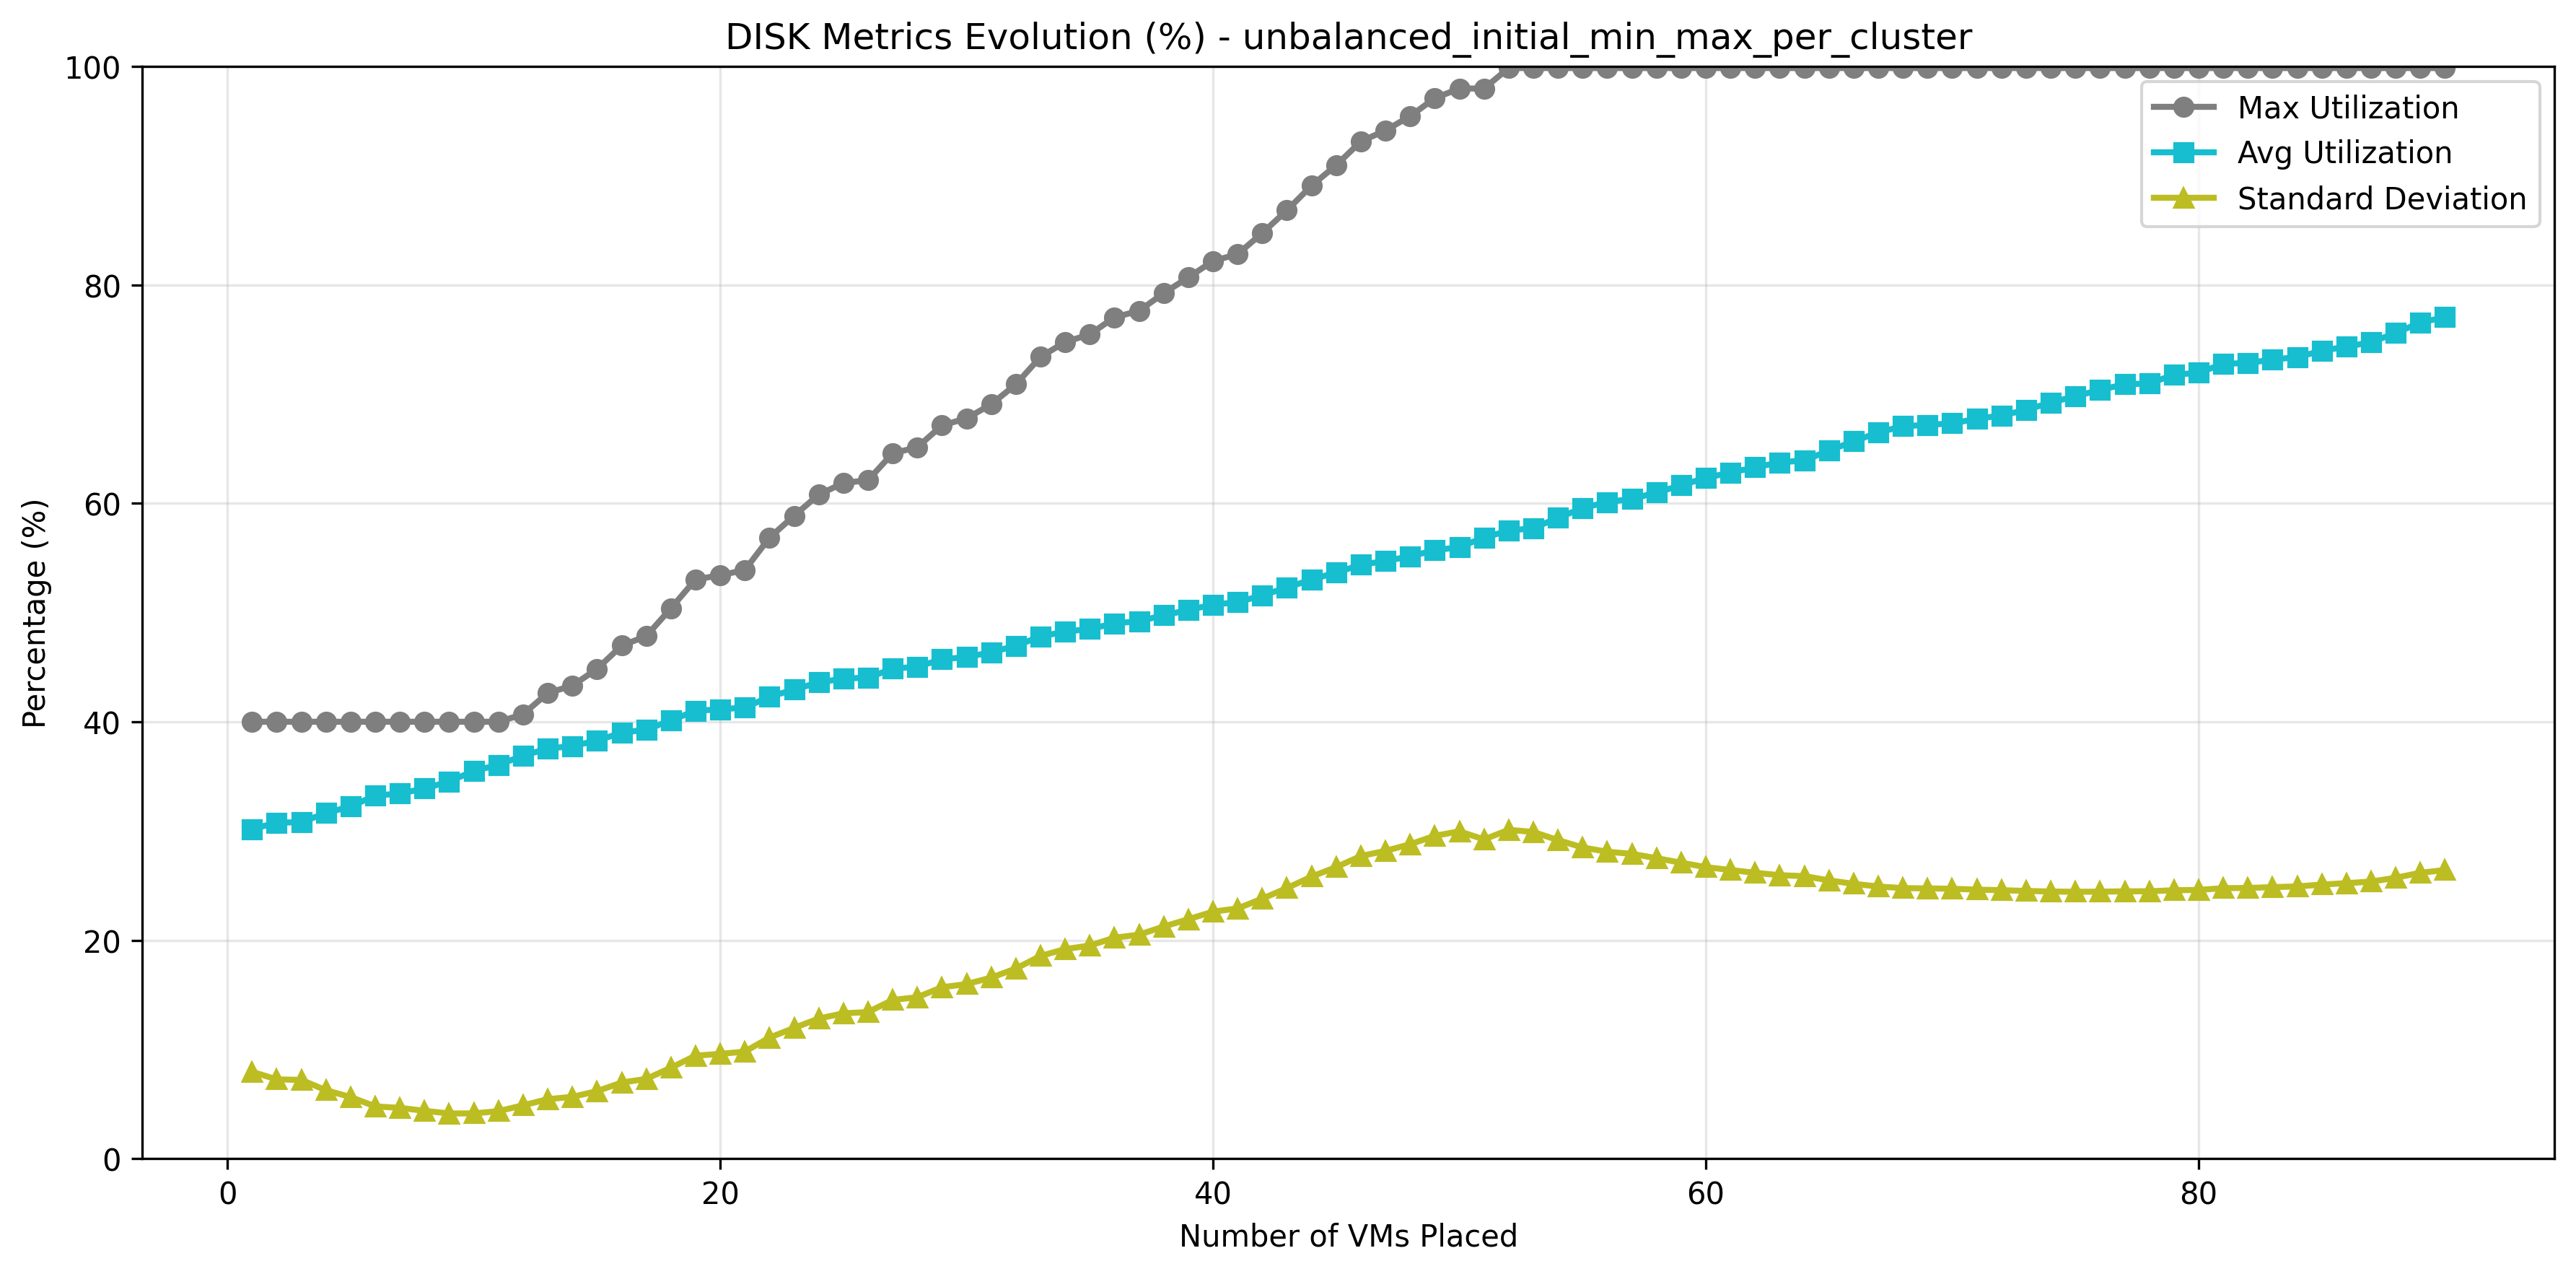 DISK Metrics Evolution (%) - unbalanced_initial_min_max_per_cluster
100
80
60
40
20
0
Percentage (%)
Max Utilization
Avg Utilization
Standard Deviation
0 20 40 60 80
Number of VMs Placed